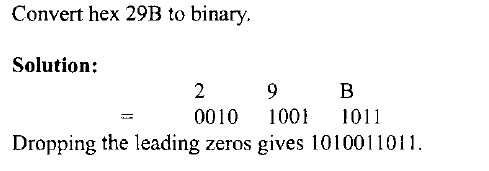 Convert hex 29B to binary.
Solution:
2 9 B
= 0010 1001 1011
Dropping the leading zeros gives 1010011011.